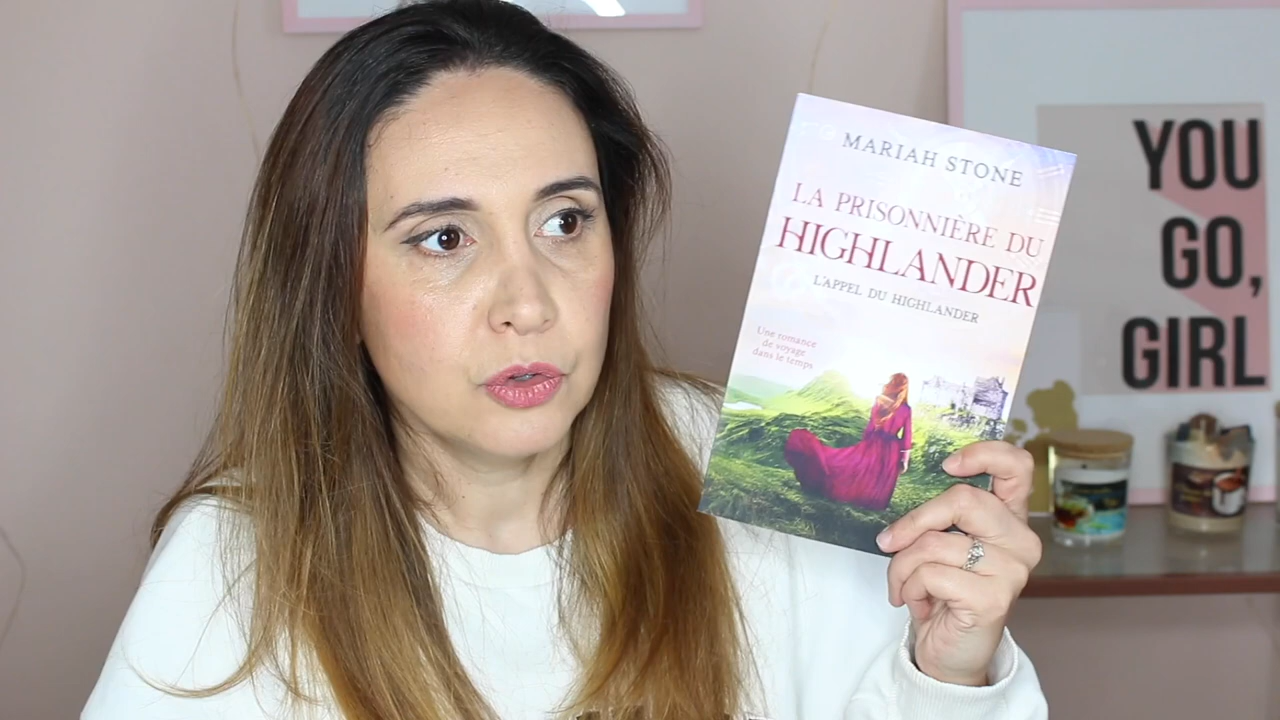 MARIAH STONE
LA PRISONNIÈRE DU
HIGHLANDER
L'APPEL DU HIGHLANDER
Une romance
de voyage
dans le temps
YOU
GO,
GIRL